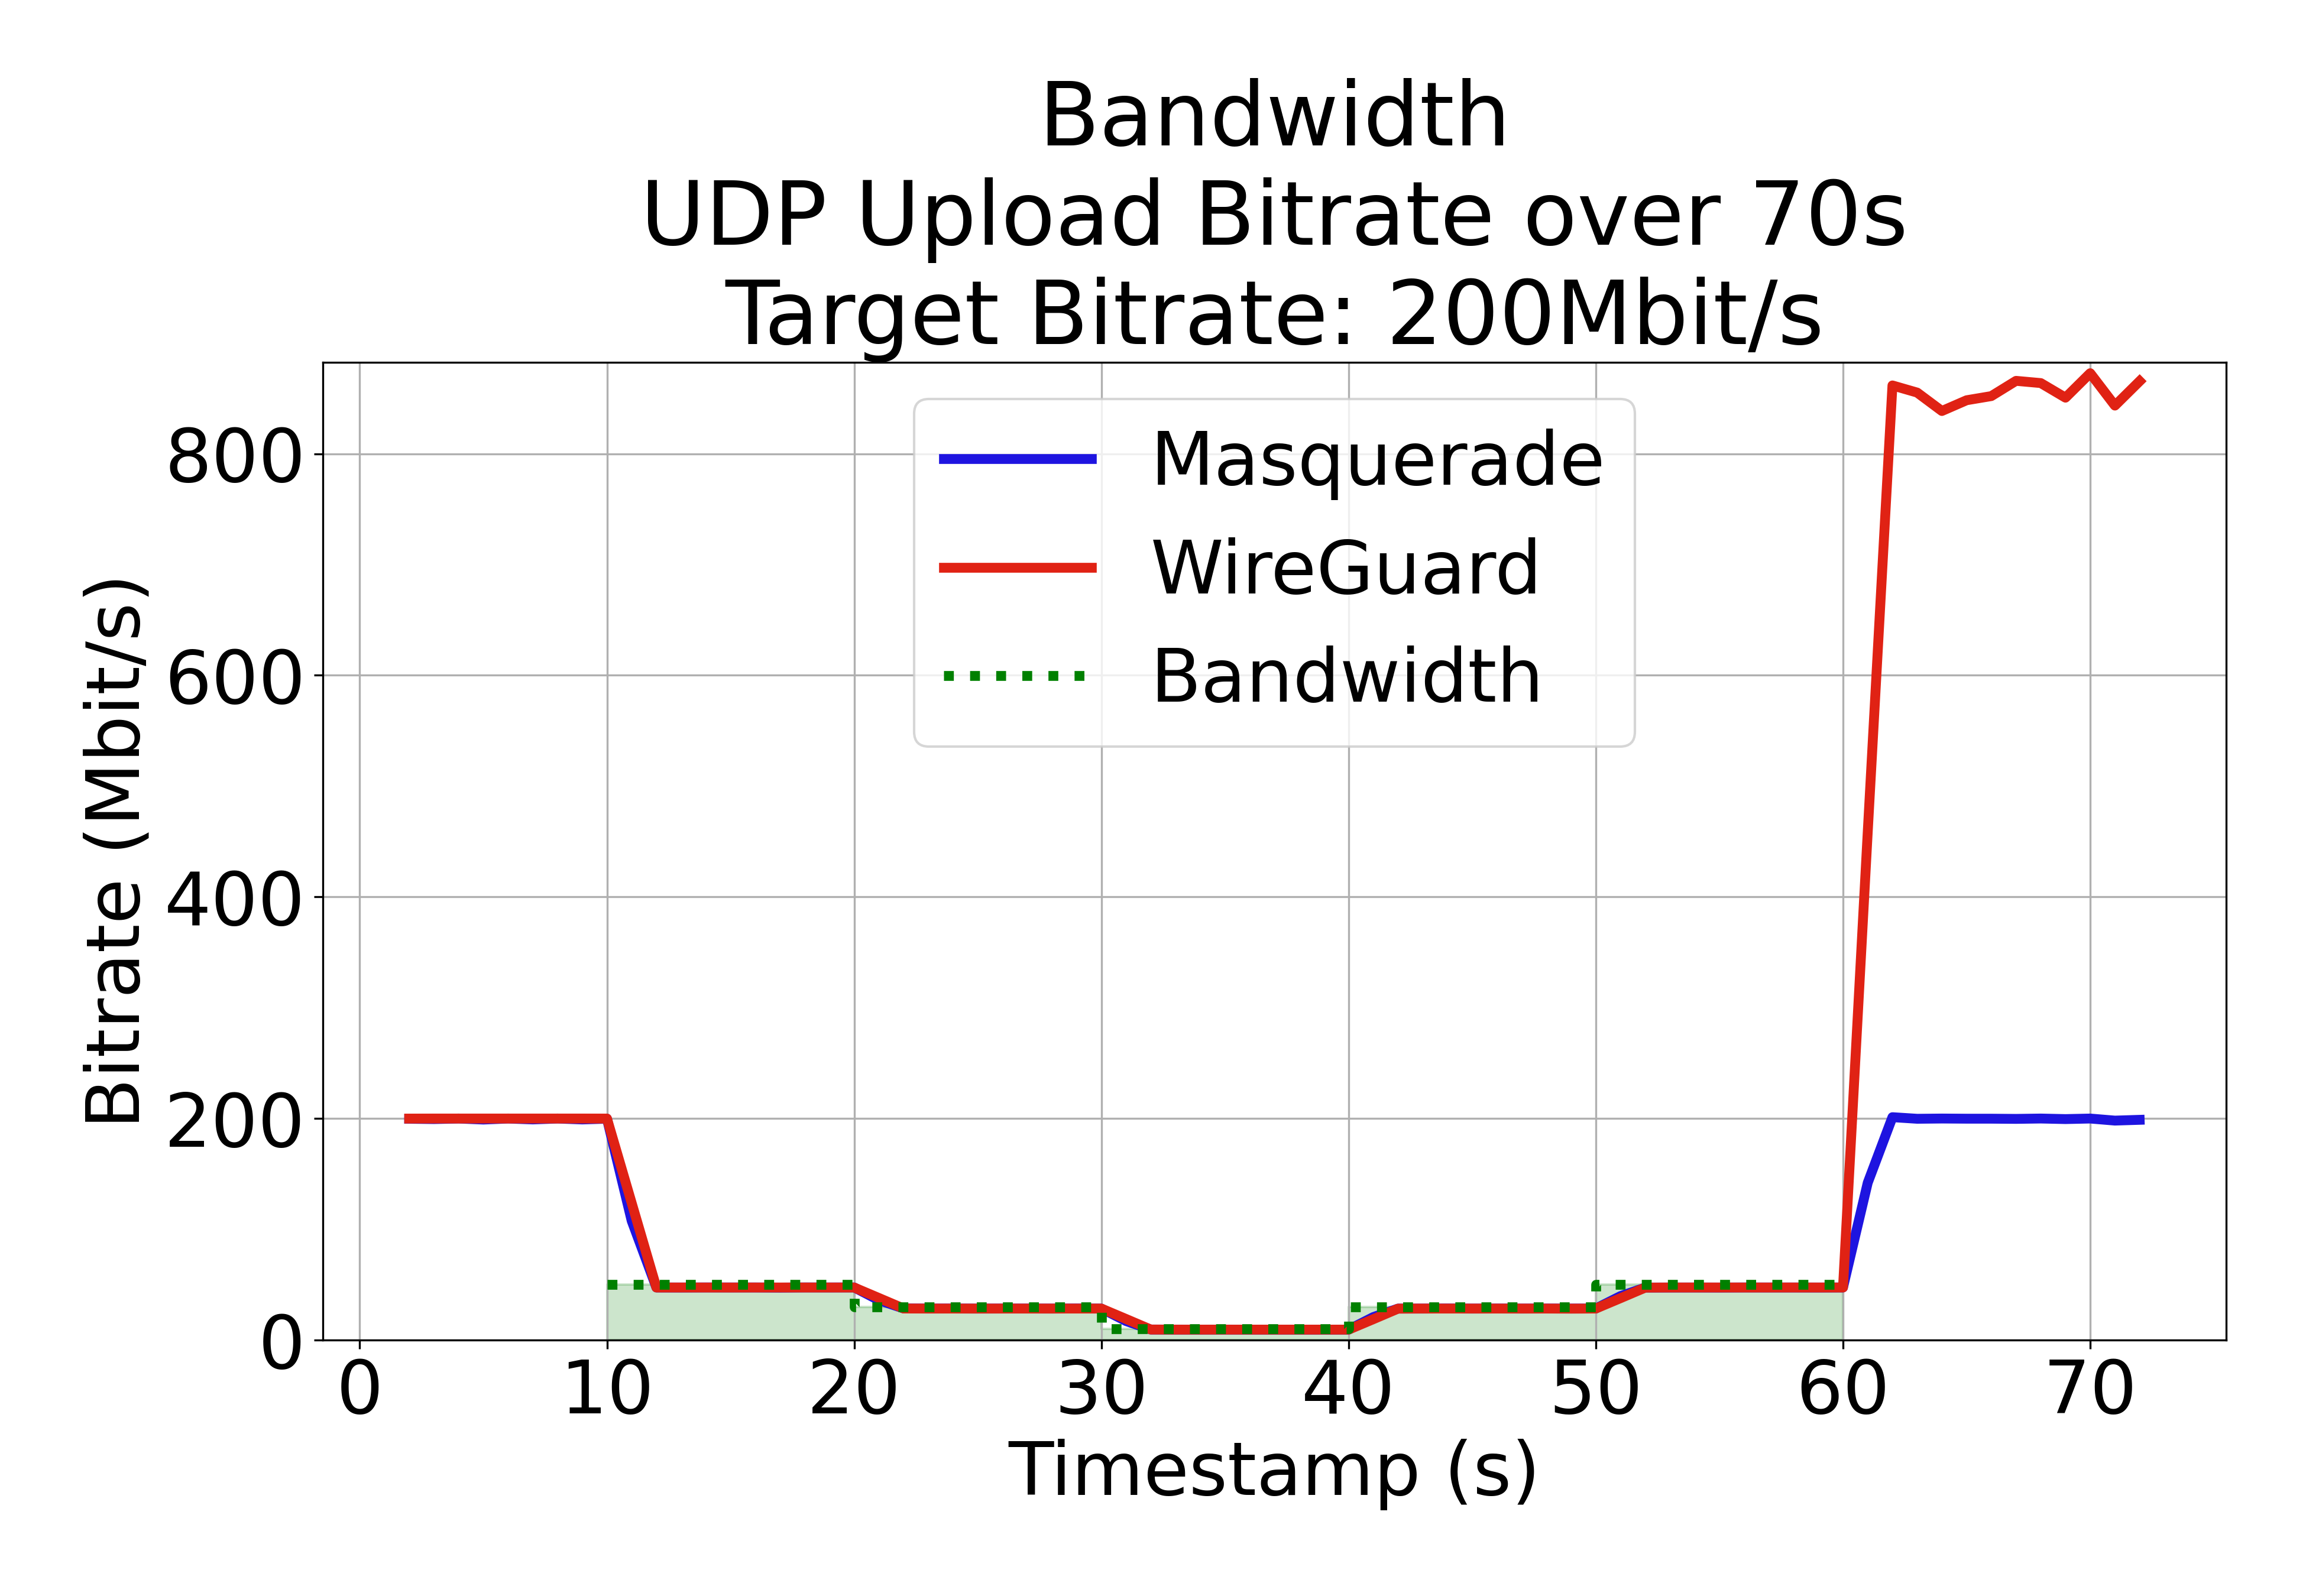 Bandwidth
UDP Upload Bitrate over 70s
Target Bitrate: 200Mbit/s
Masquerade
WireGuard
Bandwidth
Bitrate (Mbit/s)
800
600
400
200
0
0 10 20 30 40 50 60 70
Timestamp (s)